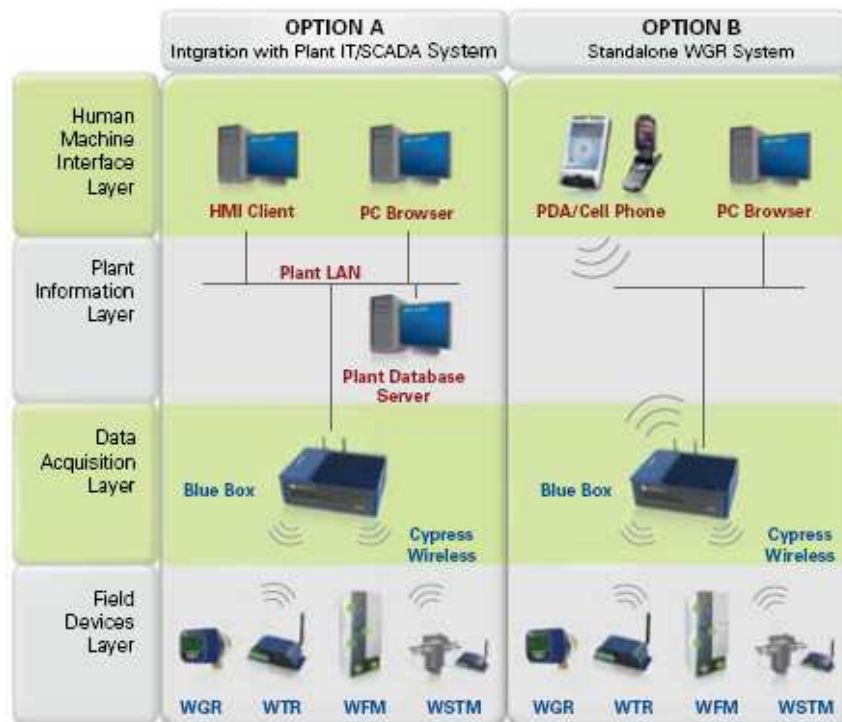 OPTION A
Intgration with Plant IT/SCADA System
OPTION B
Standalone WGR System
Human
Machine
Interface
Layer
HMI Client
PC Browser
PDA/Cell Phone
PC Browser
Plant
Information
Layer
Plant LAN
Plant Database
Server
Data
Acquisition
Layer
Blue Box
Cypress
Wireless
Blue Box
Cypress
Wireless
Field
Devices
Layer
WGR
WTR
WFM
WSTM
WGR
WTR
WFM
WSTM